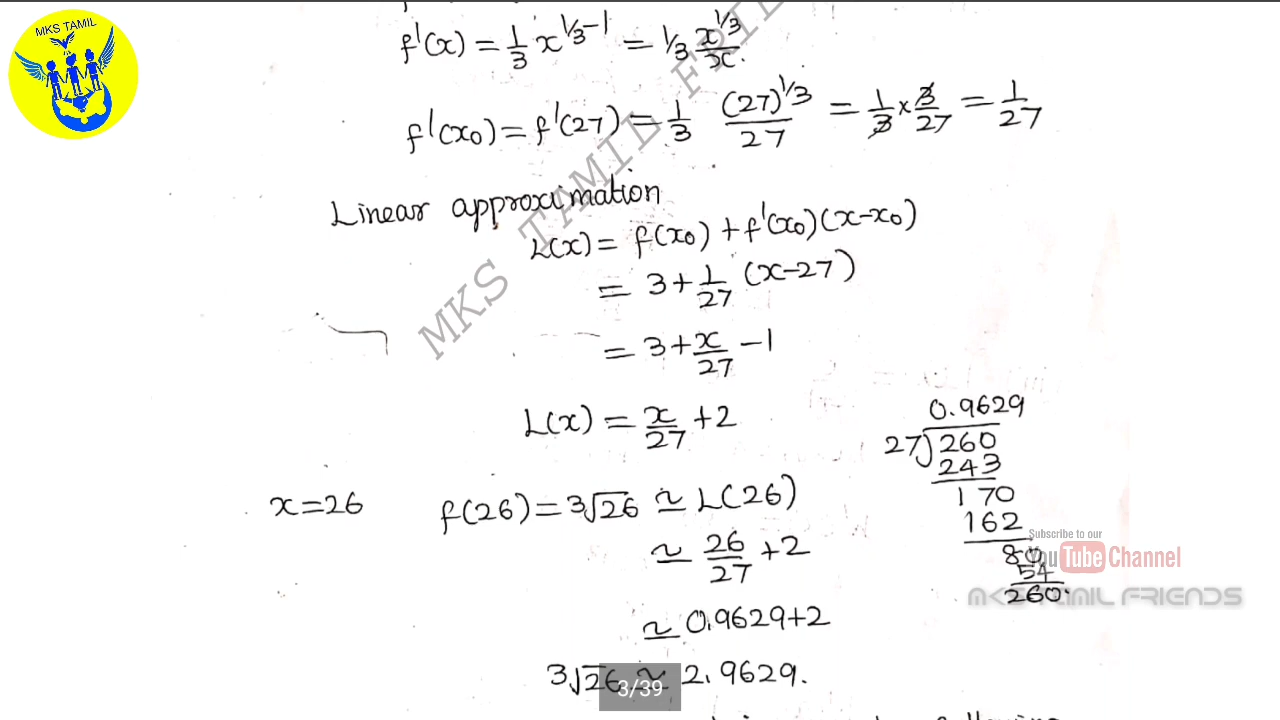 MKS TAMIL
f'(x) = 1/3 x^(1/3 - 1) = 1/3 x^(1/3)/x.
f'(x₀) = f'(27) = 1/3 (27)^(1/3)/27 = 1/3 × 3/27 = 1/27
Linear approximation
L(x) = f(x₀) + f'(x₀)(x-x₀)
= 3 + 1/27 (x-27)
= 3 + x/27 - 1
L(x) = x/27 + 2
x=26 f(26) = 3√26 ≃ L(26)
≃ 26/27 + 2
≃ 0.9629+2
3√26 ≃ 2.9629.
0.9629
27)260
243
170
162
80
54
260.
MKS TAMIL FRI
Subscribe to our
YouTube Channel
MKS TAMIL FRIENDS
3/39